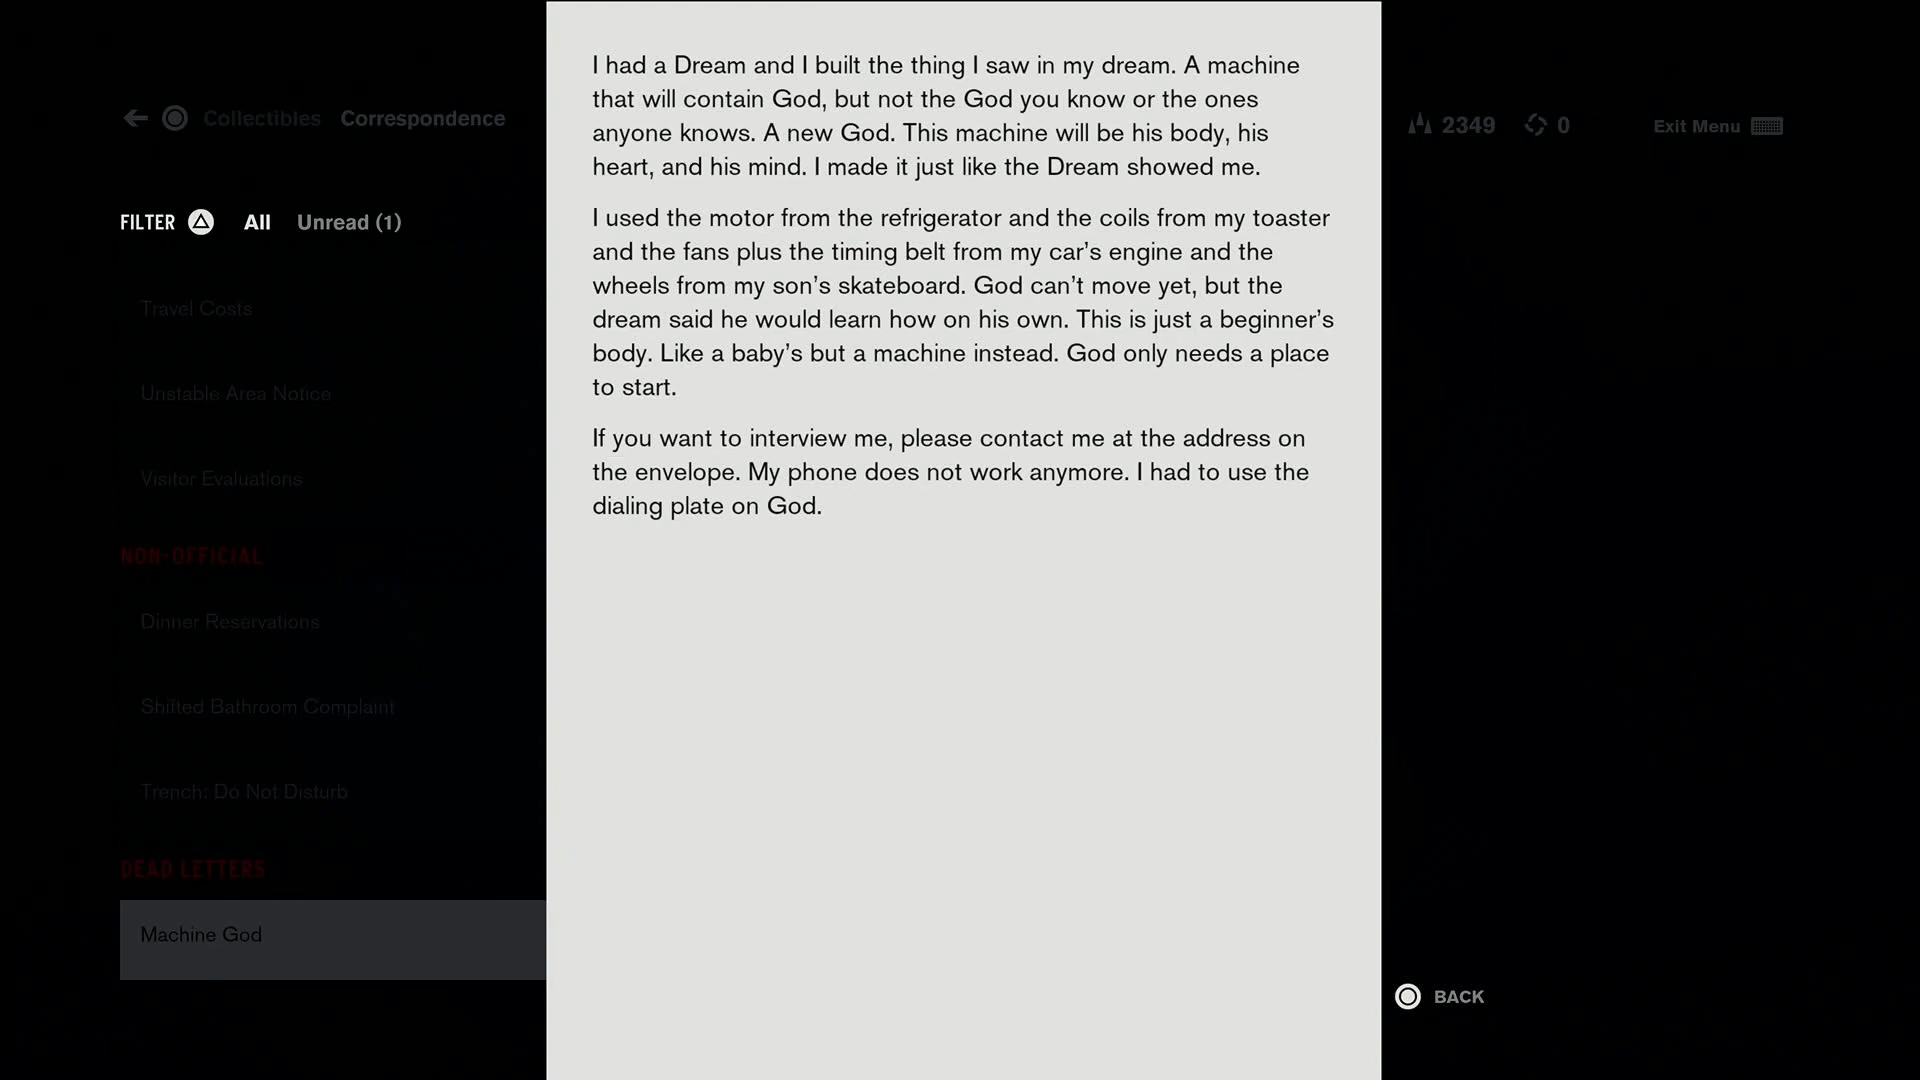 Collectibles Correspondence
2349 0 Exit Menu
FILTER All Unread (1)
Travel Costs
Unstable Area Notice
Visitor Evaluations
NON-OFFICIAL
Dinner Reservations
Shifted Bathroom Complaint
Trench: Do Not Disturb
DEAD LETTERS
Machine God
I had a Dream and I built the thing I saw in my dream. A machine
that will contain God, but not the God you know or the ones
anyone knows. A new God. This machine will be his body, his
heart, and his mind. I made it just like the Dream showed me.
I used the motor from the refrigerator and the coils from my toaster
and the fans plus the timing belt from my car’s engine and the
wheels from my son’s skateboard. God can’t move yet, but the
dream said he would learn how on his own. This is just a beginner’s
body. Like a baby’s but a machine instead. God only needs a place
to start.
If you want to interview me, please contact me at the address on
the envelope. My phone does not work anymore. I had to use the
dialing plate on God.
BACK